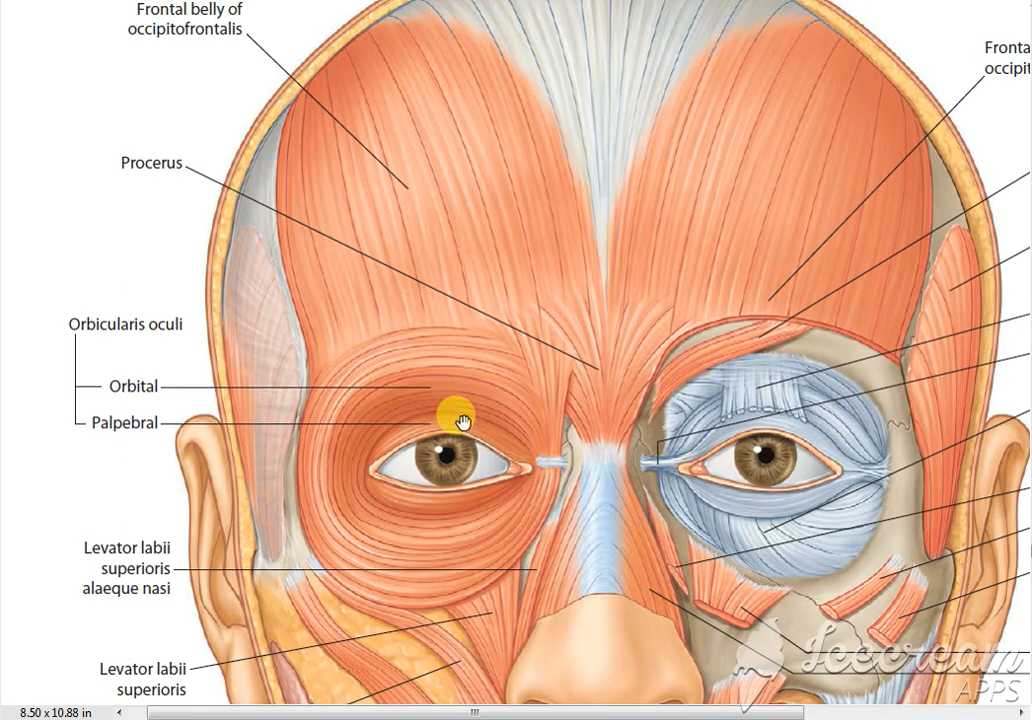 Frontal belly of
occipitofrontalis
Fronta
occipit
Procerus
Orbicularis oculi
Orbital
Palpebral
Levator labii
superioris
alaeque nasi
Levator labii
superioris
Icecream
APPS
8.50 x 10.88 in